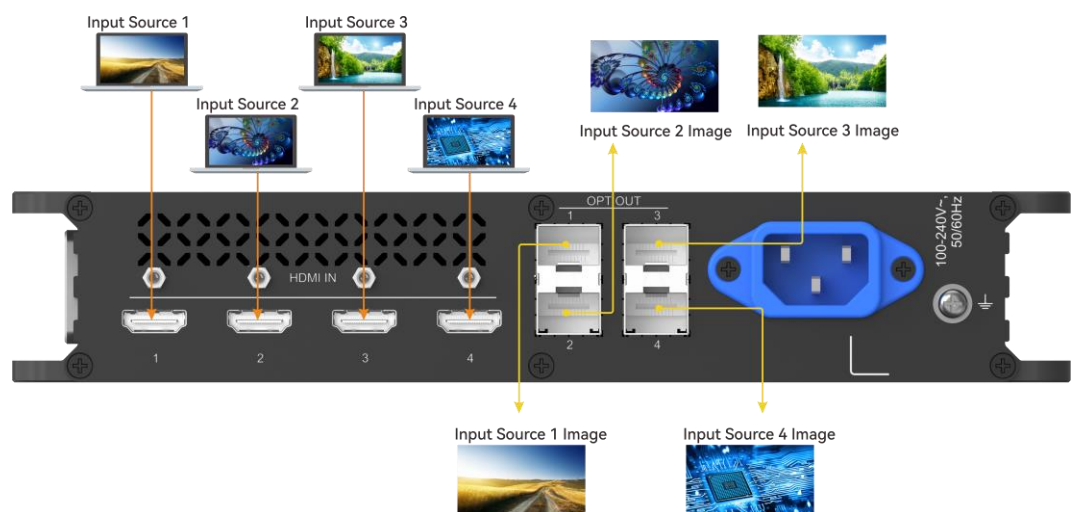 Input Source 1
Input Source 3
Input Source 2
Input Source 4
Input Source 2 Image
Input Source 3 Image
OPT OUT
1
3
100-240V~,
50/60Hz
HDMI IN
1
2
3
4
2
4
Input Source 1 Image
Input Source 4 Image